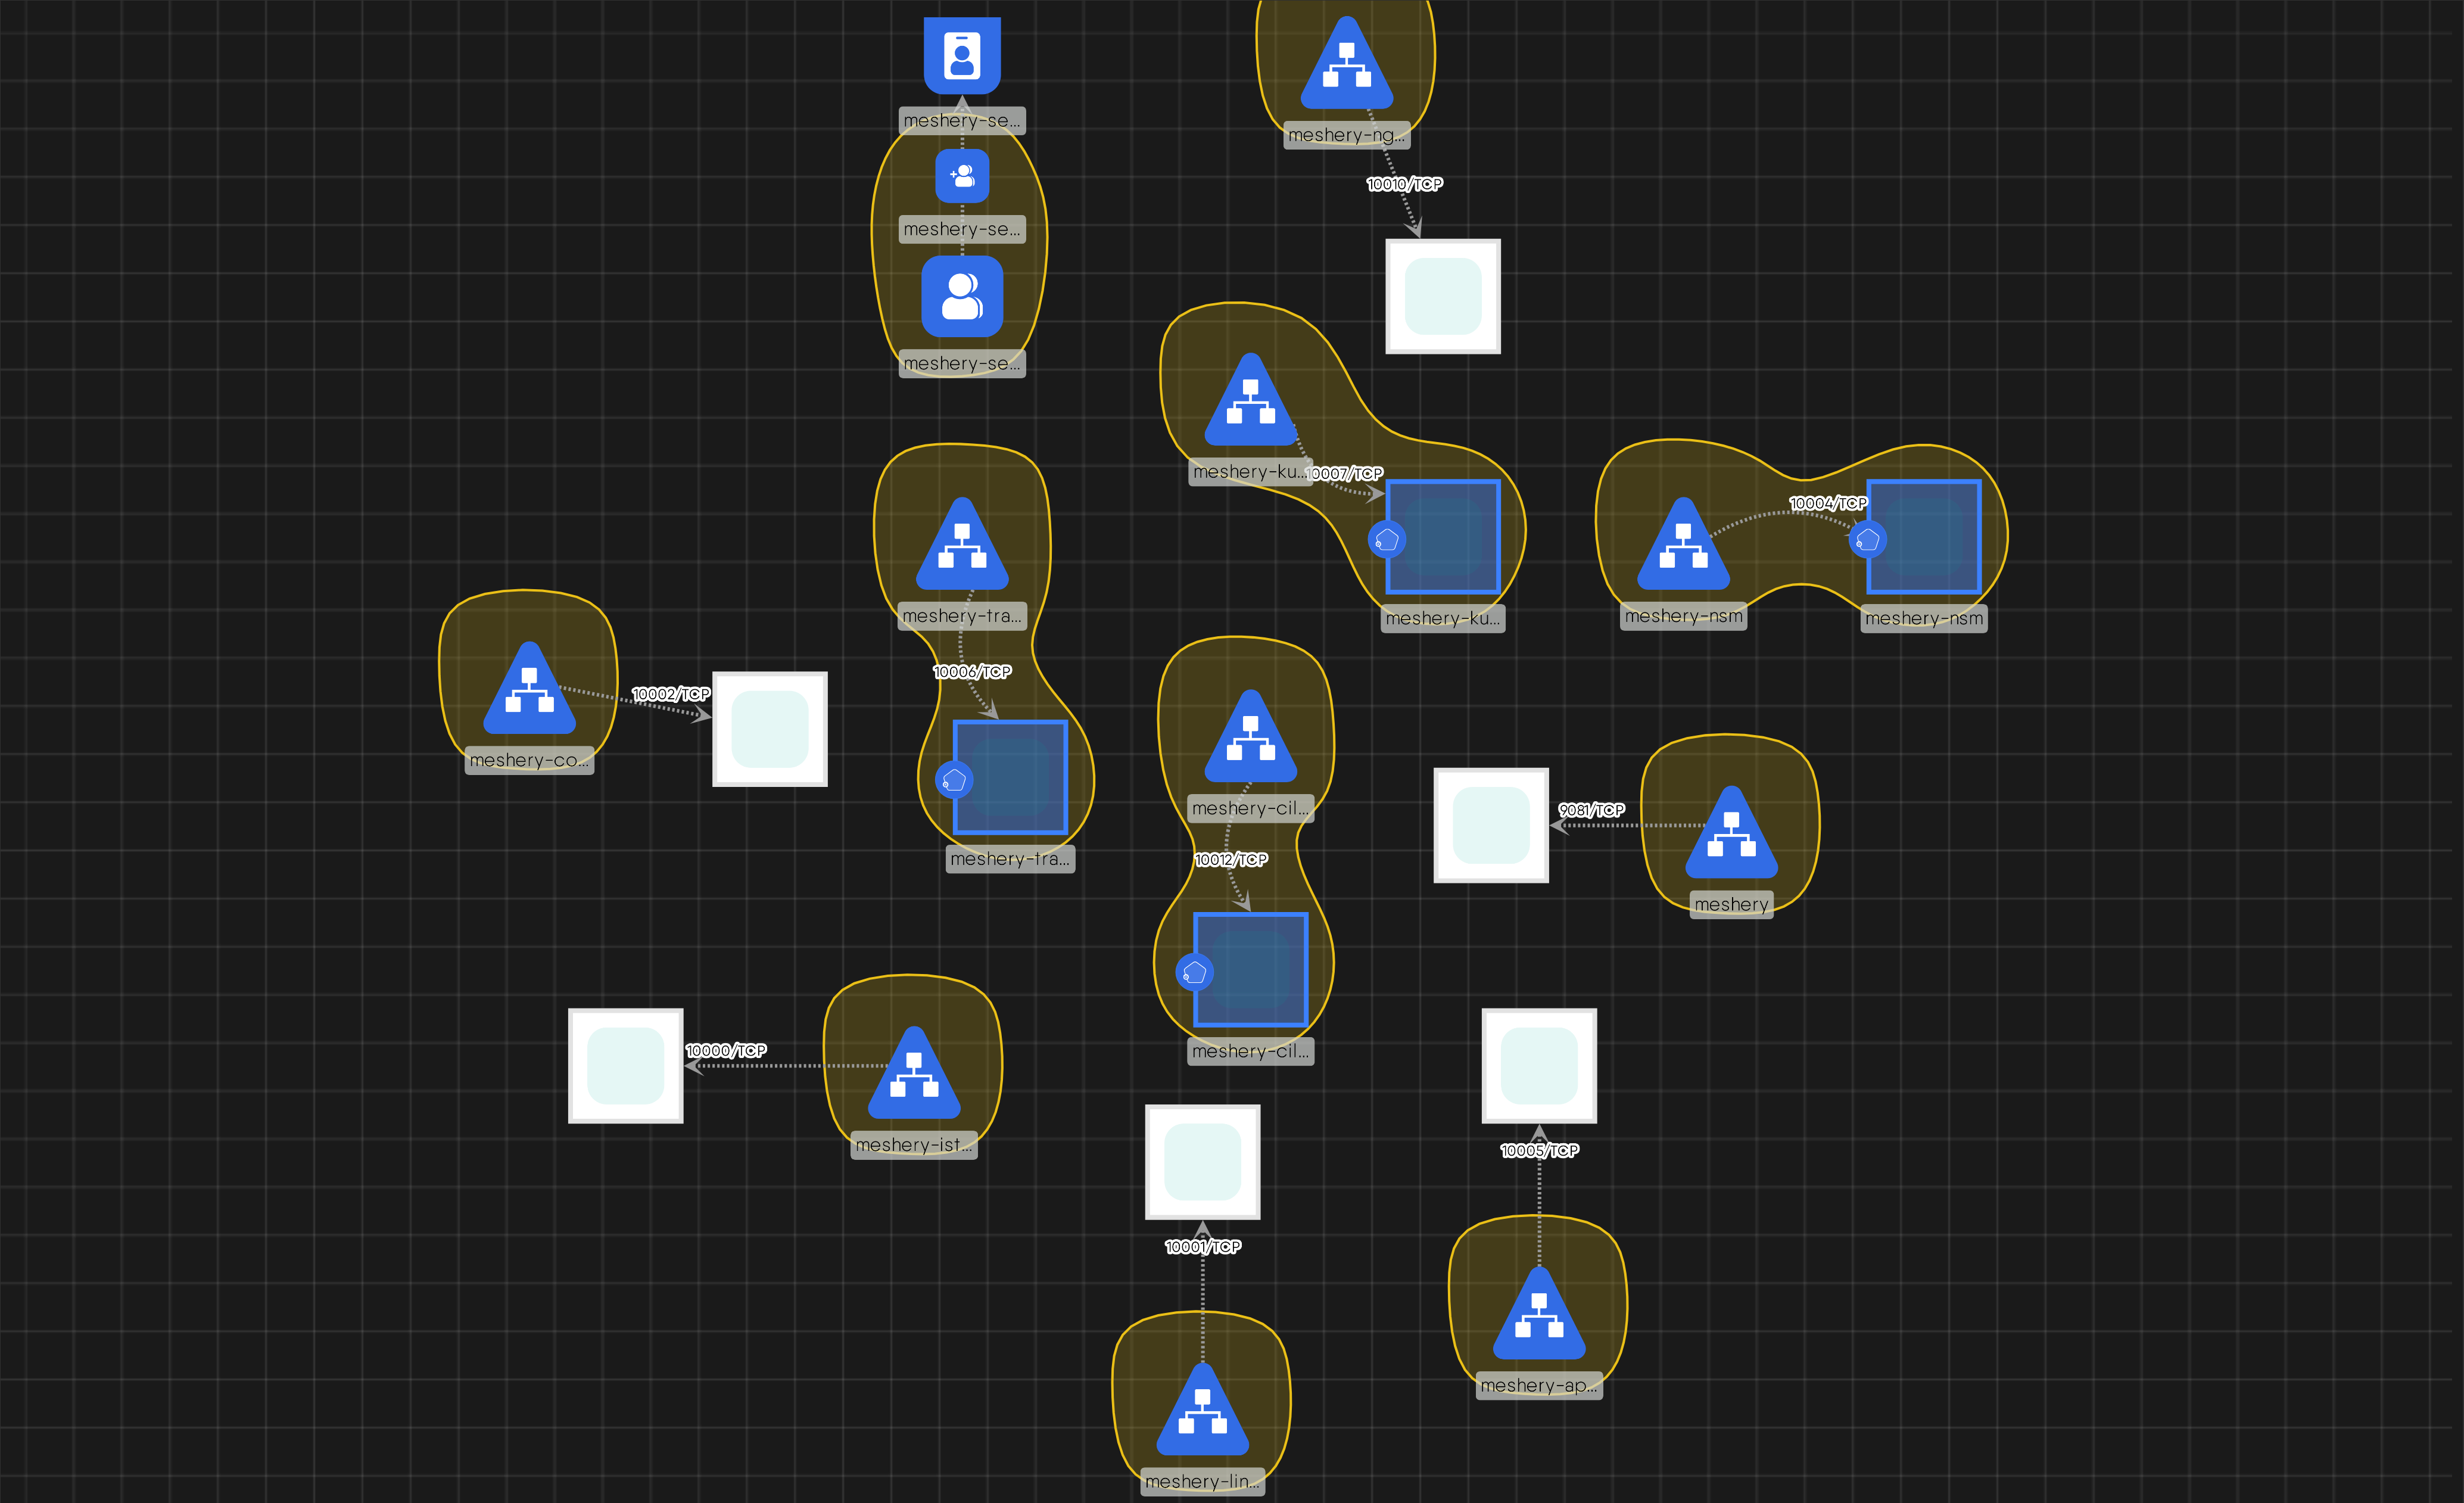 meshery-se...
meshery-ng...
10010/TCP
meshery-se...
meshery-se...
meshery-ku...
10007/TCP
10004/TCP
meshery-tra...
meshery-ku...
meshery-nsm
meshery-nsm
10006/TCP
10002/TCP
meshery-co...
meshery-cil...
9081/TCP
meshery-tra...
10012/TCP
meshery
10000/TCP
meshery-cil...
meshery-ist...
10005/TCP
10001/TCP
meshery-ap...
meshery-lin...